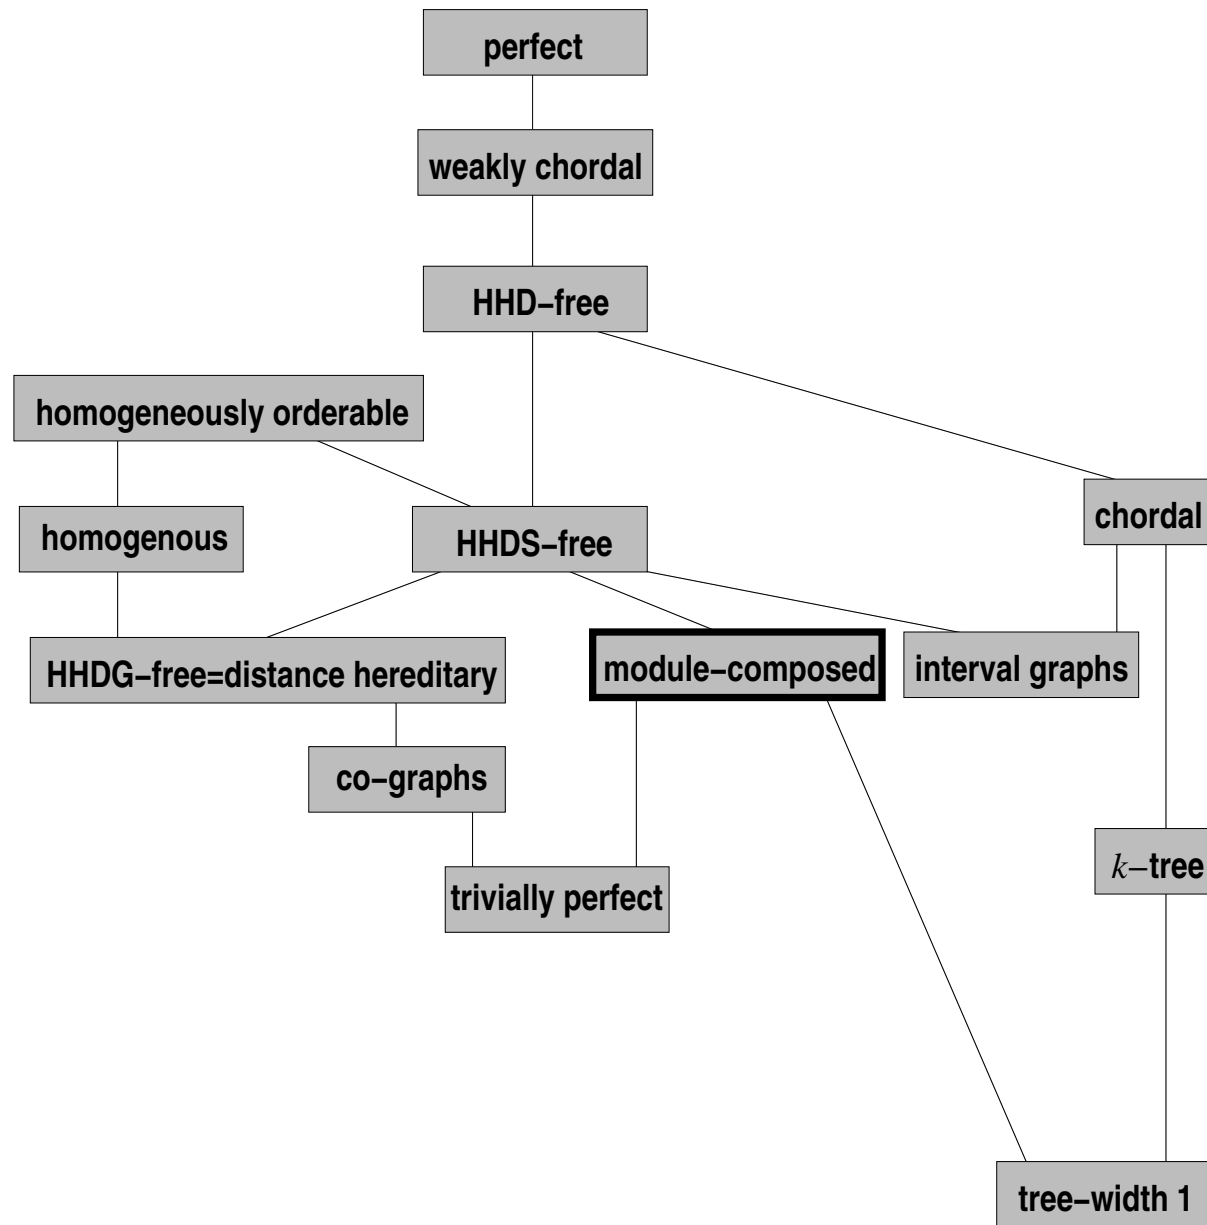 perfect
weakly chordal
HHD−free
homogeneously orderable
chordal
homogenous
HHDS−free
HHDG−free=distance hereditary
module−composed
interval graphs
co−graphs
k−tree
trivially perfect
tree−width 1